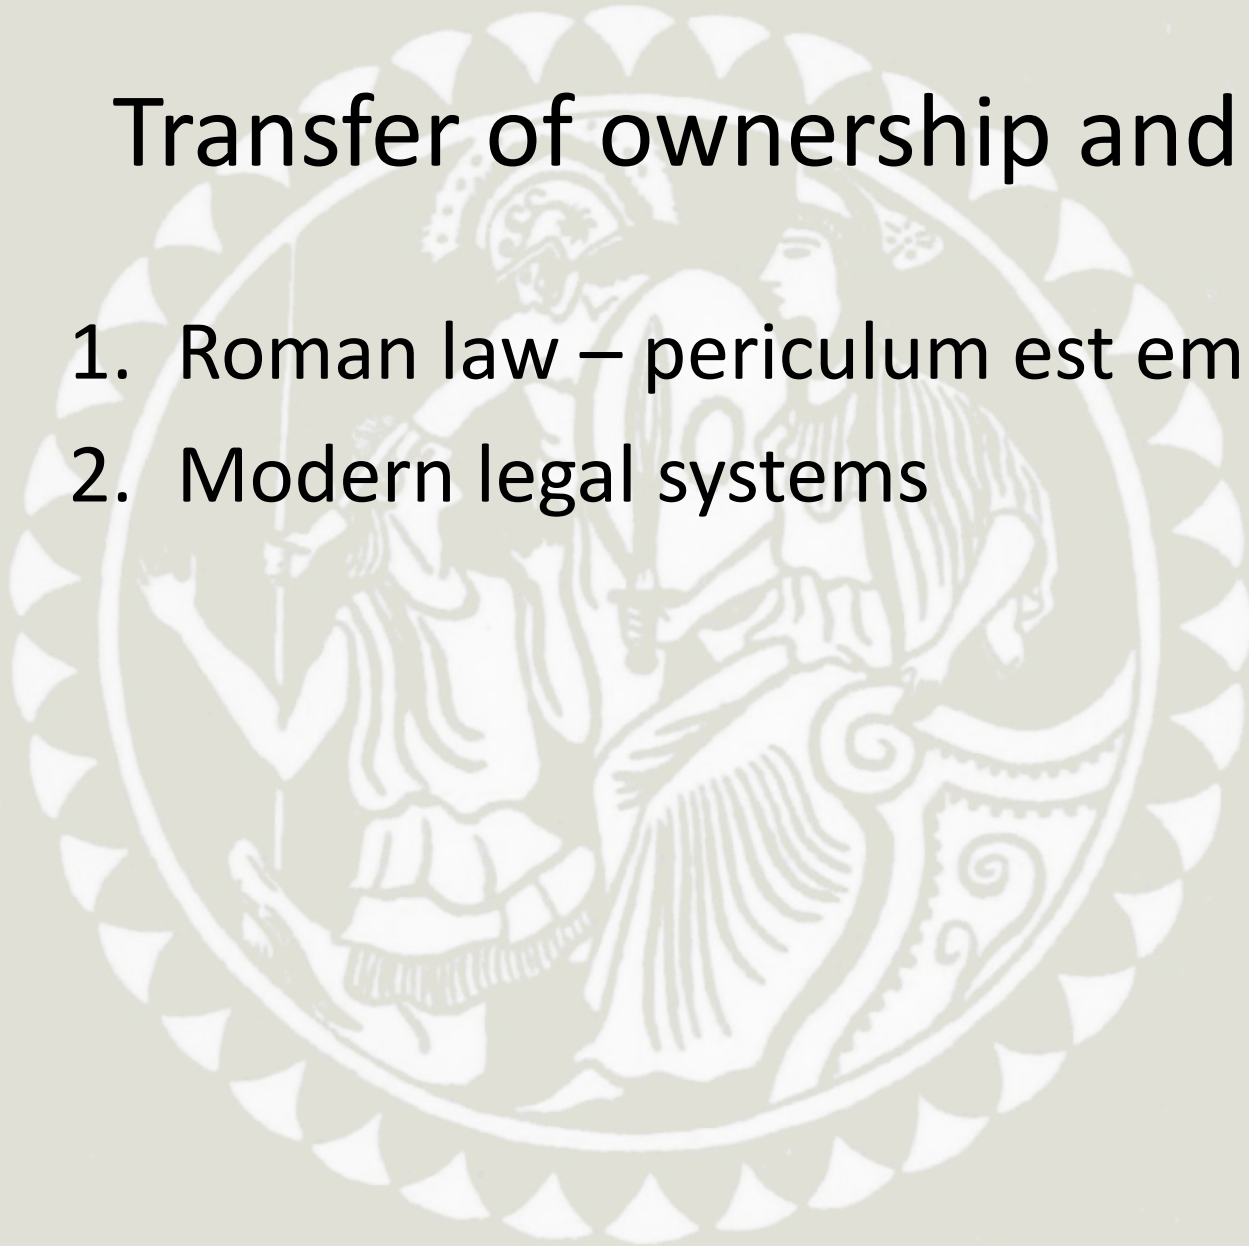 Transfer of ownership and
1. Roman law – periculum est em
2. Modern legal systems